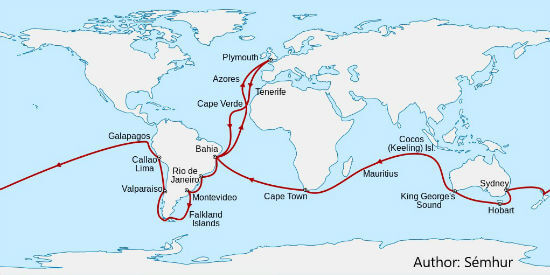 Plymouth
Azores
Tenerife
Cape Verde
Cocos
(Keeling) Isl.
Galapagos
Bahia
Callao
Lima
Rio de
Janeiro
Mauritius
Valparaiso
Montevideo
Cape Town
King George's
Sound
Sydney
Hobart
Falkland
Islands
Author: Sémhur